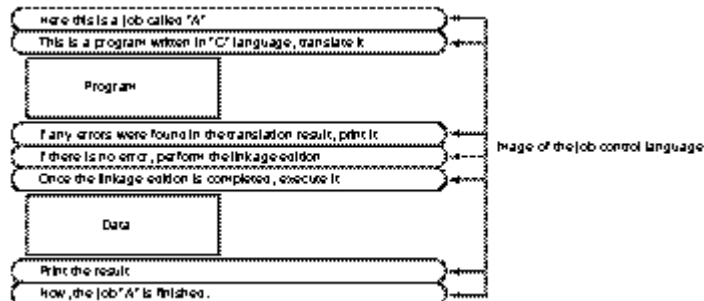 Here this is a job called "A"
This is a program written in "C" language, translate it
Program
If any errors were found in the translation result, print it
If there is no error, perform the linkage edition
Image of the job control language
Once the linkage edition is completed, execute it
Data
Print the result
Now, the job "A" is finished.